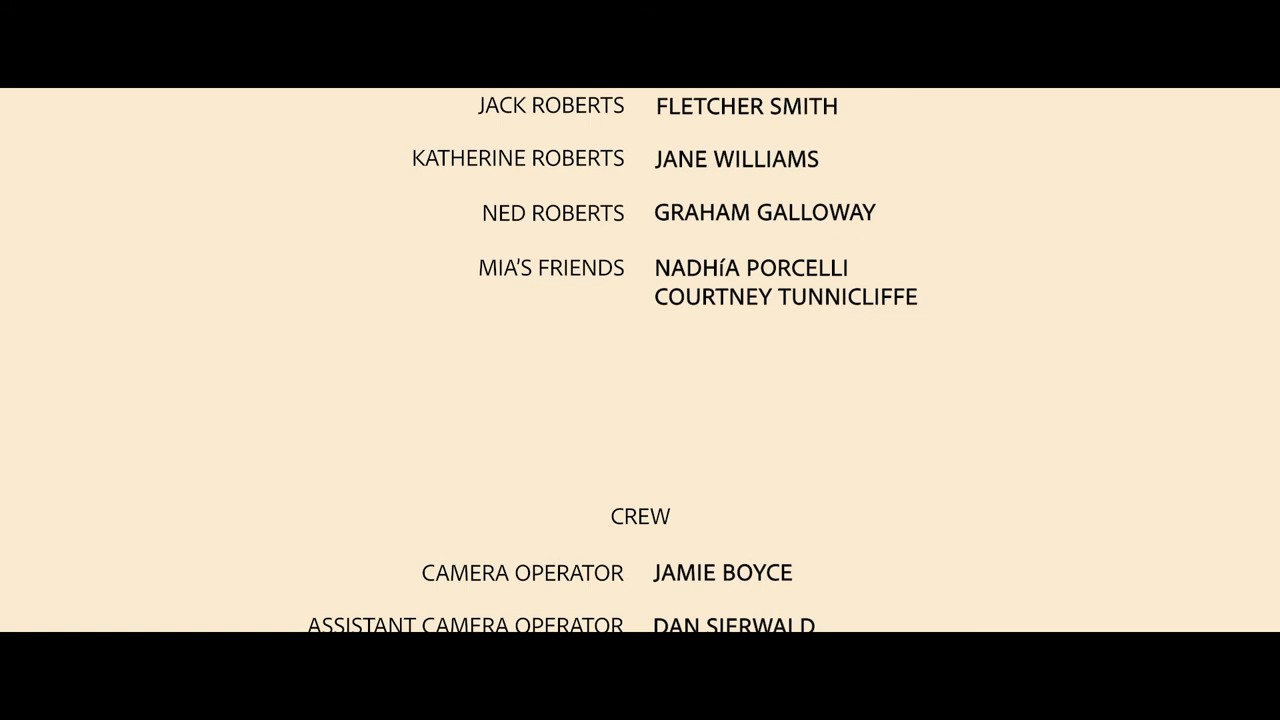 JACK ROBERTS FLETCHER SMITH
KATHERINE ROBERTS JANE WILLIAMS
NED ROBERTS GRAHAM GALLOWAY
MIA'S FRIENDS NADHíA PORCELLI
COURTNEY TUNNICLIFFE
CREW
CAMERA OPERATOR JAMIE BOYCE
ASSISTANT CAMERA OPERATOR DAN SIERWALD